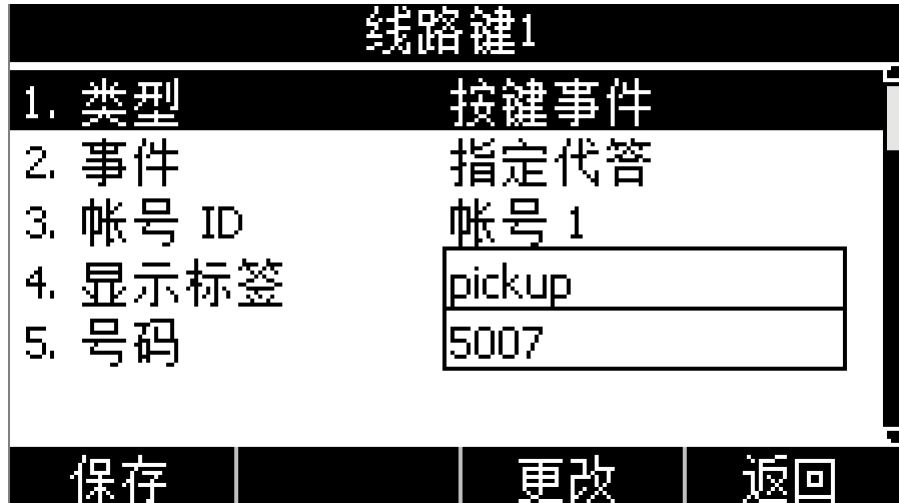 线路键1
1. 类型 按键事件
2. 事件 指定代答
3. 帐号 ID 帐号 1
4. 显示标签 pickup
5. 号码 5007
保存 更改 返回